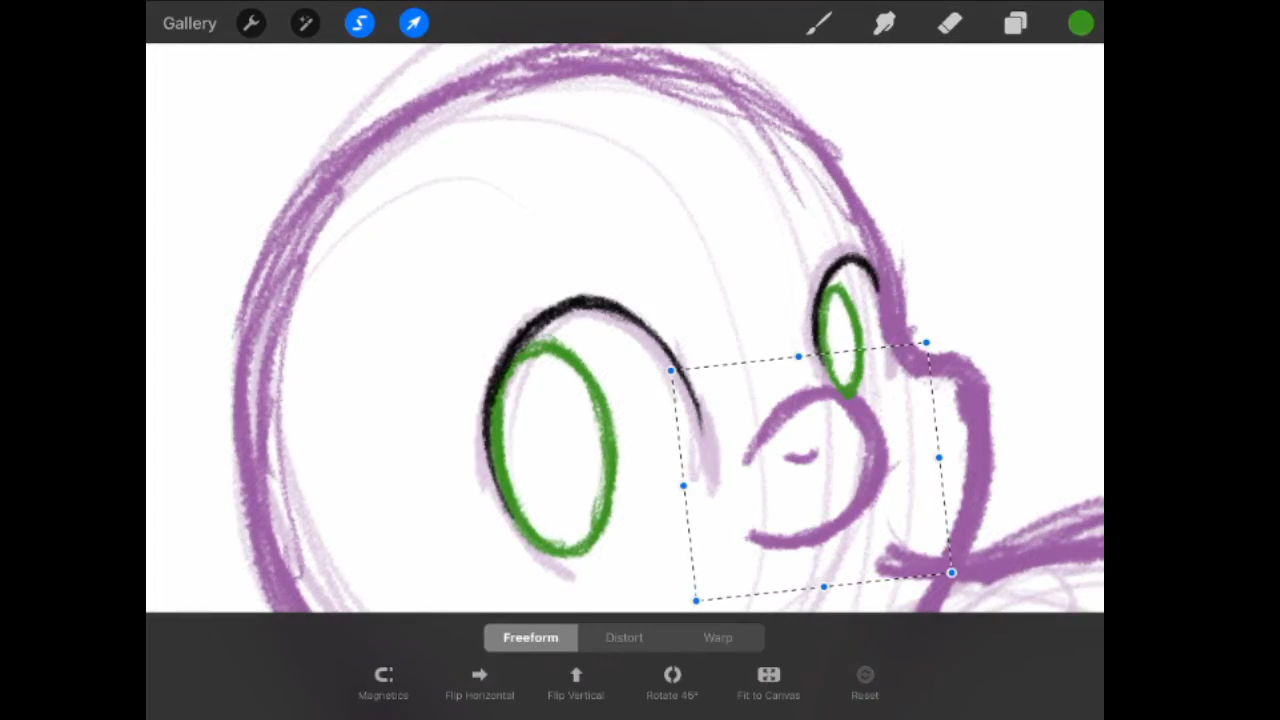 Gallery
Freeform Distort Warp
Magnetics Flip Horizontal Flip Vertical Rotate 45° Fit to Canvas Reset